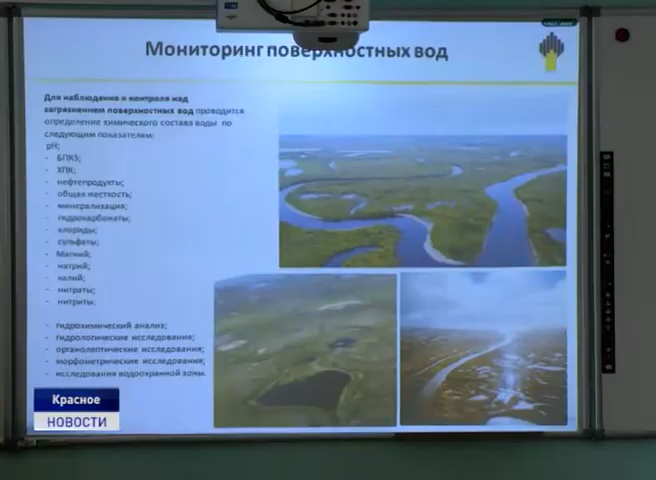 Мониторинг поверхностных вод
Для наблюдения и контроля над
загрязнением поверхностных вод проводится
определение химического состава воды по
следующим показателям:
pH;
- БПК5;
- ХПК;
- нефтепродукты;
- общая жесткость;
- минерализация;
- гидрокарбонаты;
- хлориды;
- сульфаты;
- Магний;
- натрий;
- калий;
- нитраты;
- нитриты.
- гидрохимический анализ;
- гидрологические исследования;
- органолептические исследования;
- морфометрические исследования;
- исследования водоохранной зоны.
Красное
НОВОСТИ